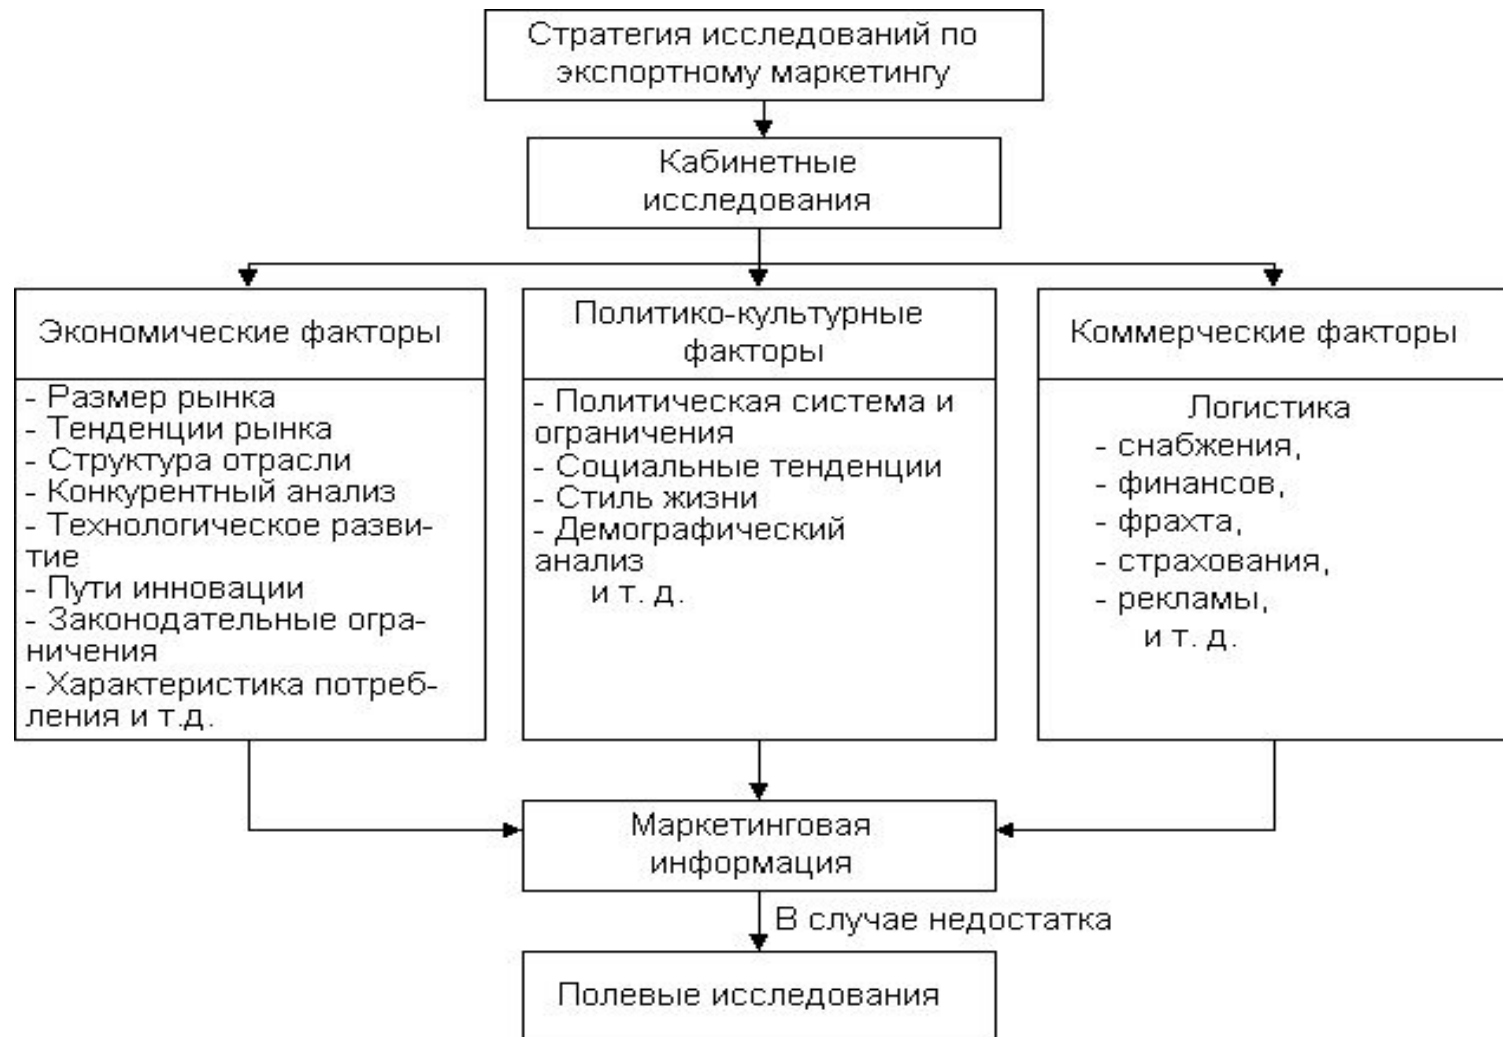 Стратегия исследований по
экспортному маркетингу
Кабинетные
исследования
Экономические факторы
- Размер рынка
- Тенденции рынка
- Структура отрасли
- Конкурентный анализ
- Технологическое разви-
тие
- Пути инновации
- Законодательные огра-
ничения
- Характеристика потреб-
ления и т.д.
Политико-культурные
факторы
- Политическая система и
ограничения
- Социальные тенденции
- Стиль жизни
- Демографический
анализ
и т. д.
Коммерческие факторы
Логистика
- снабжения,
- финансов,
- фрахта,
- страхования,
- рекламы,
и т. д.
Маркетинговая
информация
В случае недостатка
Полевые исследования